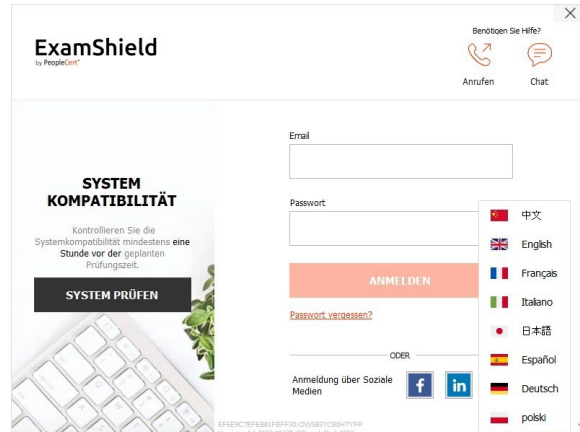 ExamShield
by PeopleCert
Benötigen Sie Hilfe?
Anrufen
Chat
SYSTEM
KOMPATIBILITÄT
Kontrollieren Sie die
Systemkompatibilität mindestens eine
Stunde vor der geplanten
Prüfungszeit.
SYSTEM PRÜFEN
Email
Passwort
ANMELDEN
Passwort vergessen?
ODER
Anmeldung über Soziale
Medien
f
in
中文
English
Français
Italiano
日本語
Español
Deutsch
polski